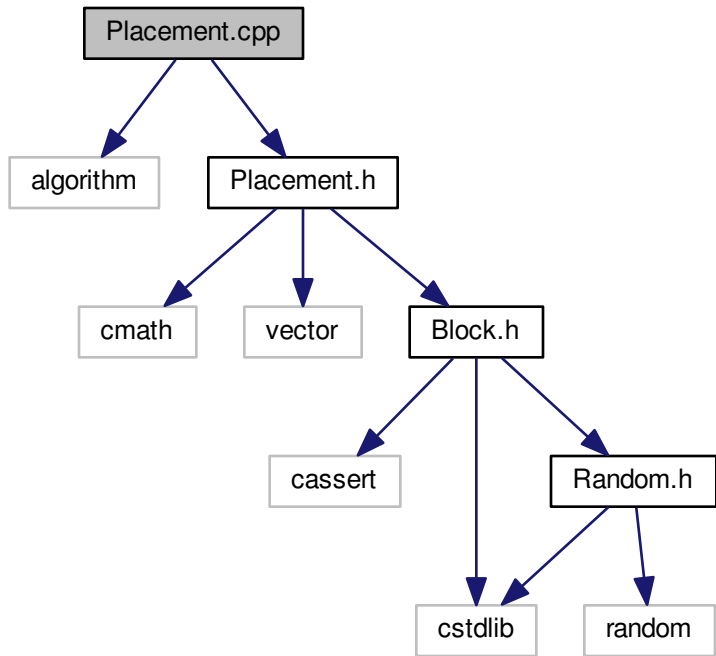 Placement.cpp
algorithm
Placement.h
cmath
vector
Block.h
cassert
Random.h
cstdlib
random